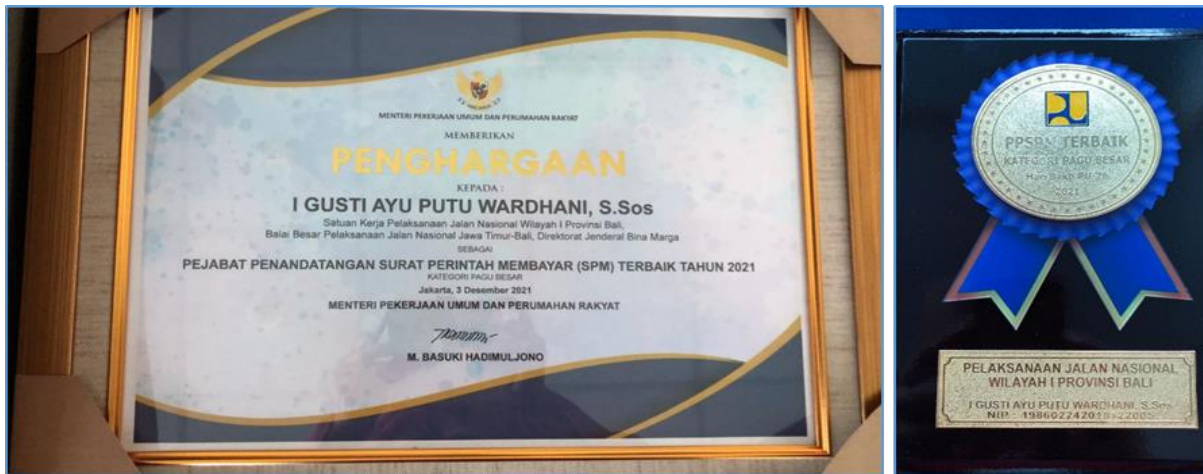 MENTERI PEKERJAAN UMUM DAN PERUMAHAN RAKYAT
MEMBERIKAN
PENGHARGAAN
KEPADA :
I GUSTI AYU PUTU WARDHANI, S.Sos
Satuan Kerja Pelaksanaan Jalan Nasional Wilayah I Provinsi Bali,
Balai Besar Pelaksanaan Jalan Nasional Jawa Timur-Bali, Direktorat Jenderal Bina Marga
SEBAGAI
PEJABAT PENANDATANGAN SURAT PERINTAH MEMBAYAR (SPM) TERBAIK TAHUN 2021
KATEGORI PAGU BESAR
Jakarta, 3 Desember 2021
MENTERI PEKERJAAN UMUM DAN PERUMAHAN RAKYAT
M. BASUKI HADIMULJONO
PPSPM TERBAIK
KATEGORI PAGU BESAR
Hari Bakti PU 76
2021
PELAKSANAAN JALAN NASIONAL
WILAYAH I PROVINSI BALI
I GUSTI AYU PUTU WARDHANI, S.Sos
NIP :